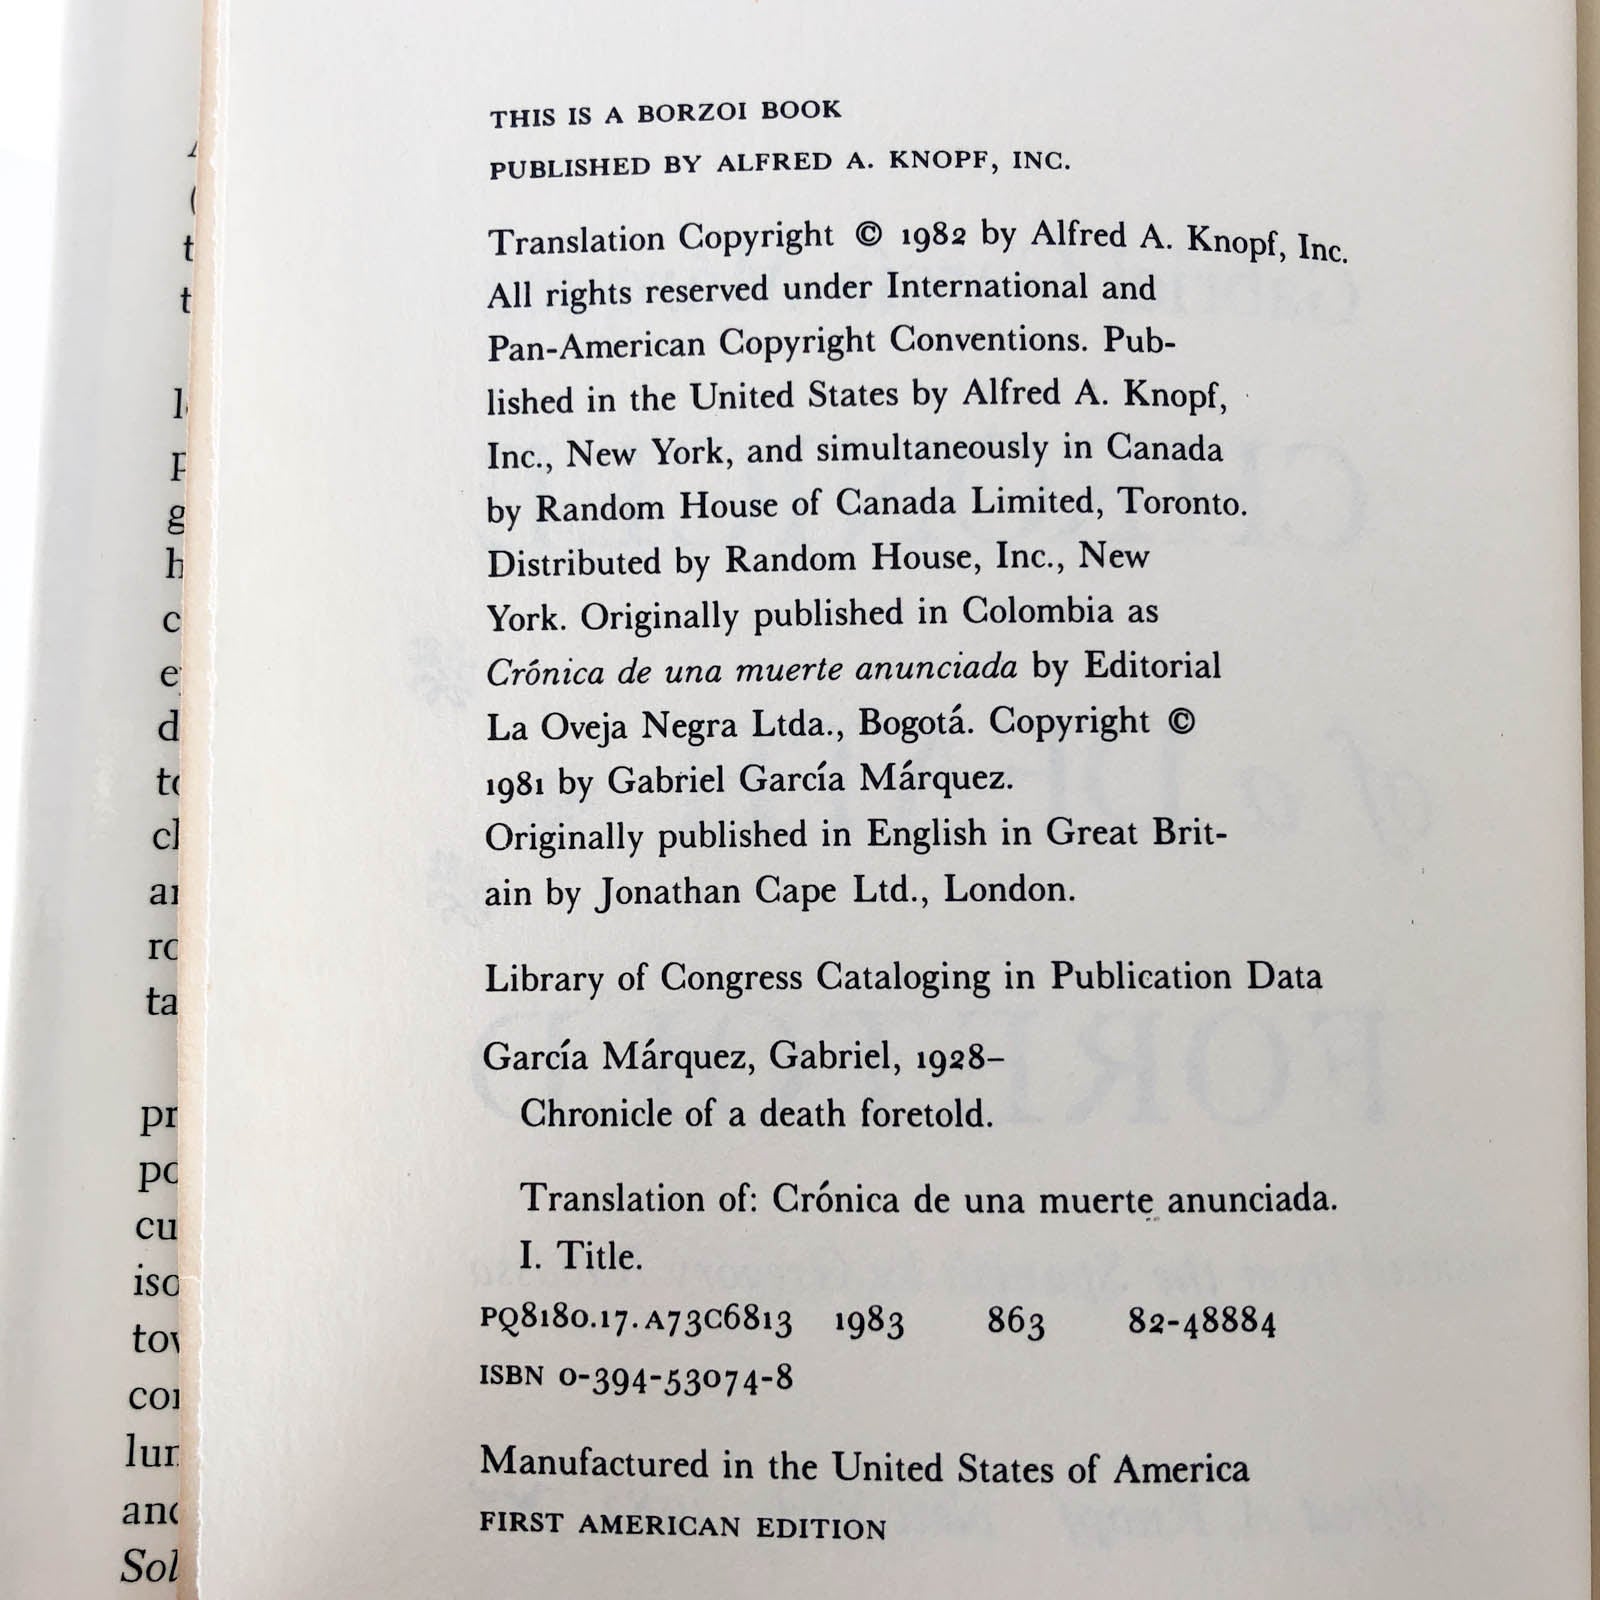 THIS IS A BORZOI BOOK
PUBLISHED BY ALFRED A. KNOPF, INC.
Translation Copyright © 1982 by Alfred A. Knopf, Inc.
All rights reserved under International and
Pan-American Copyright Conventions. Pub-
lished in the United States by Alfred A. Knopf,
Inc., New York, and simultaneously in Canada
by Random House of Canada Limited, Toronto.
Distributed by Random House, Inc., New
York. Originally published in Colombia as
Crónica de una muerte anunciada by Editorial
La Oveja Negra Ltda., Bogotá. Copyright ©
1981 by Gabriel García Márquez.
Originally published in English in Great Brit-
ain by Jonathan Cape Ltd., London.
Library of Congress Cataloging in Publication Data
García Márquez, Gabriel, 1928–
Chronicle of a death foretold.
Translation of: Crónica de una muerte anunciada.
I. Title.
PQ8180.17.A73C6813 1983 863 82-48884
ISBN 0-394-53074-8
Manufactured in the United States of America
FIRST AMERICAN EDITION